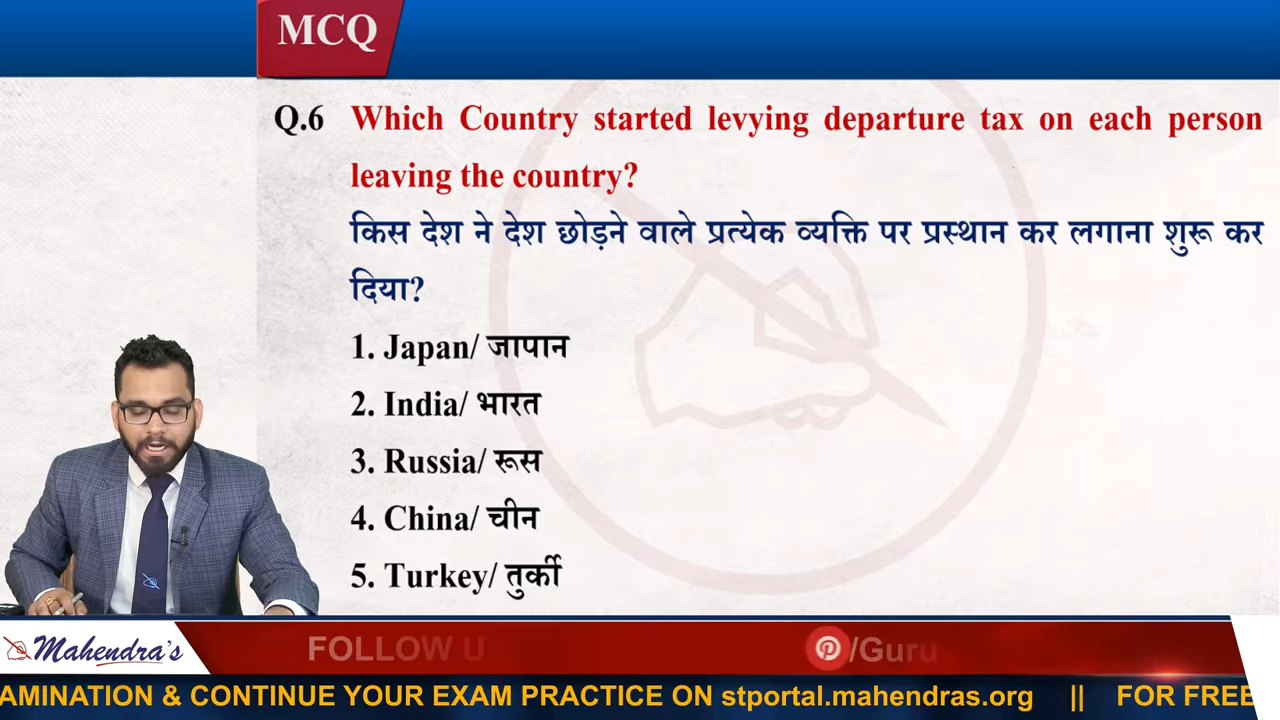 MCQ
Q.6 Which Country started levying departure tax on each person
leaving the country?
किस देश ने देश छोड़ने वाले प्रत्येक व्यक्ति पर प्रस्थान कर लगाना शुरू कर
दिया?
1. Japan/ जापान
2. India/ भारत
3. Russia/ रूस
4. China/ चीन
5. Turkey/ तुर्की
Mahendra's
FOLLOW U
/Guru
AMINATION & CONTINUE YOUR EXAM PRACTICE ON stportal.mahendras.org || FOR FREE